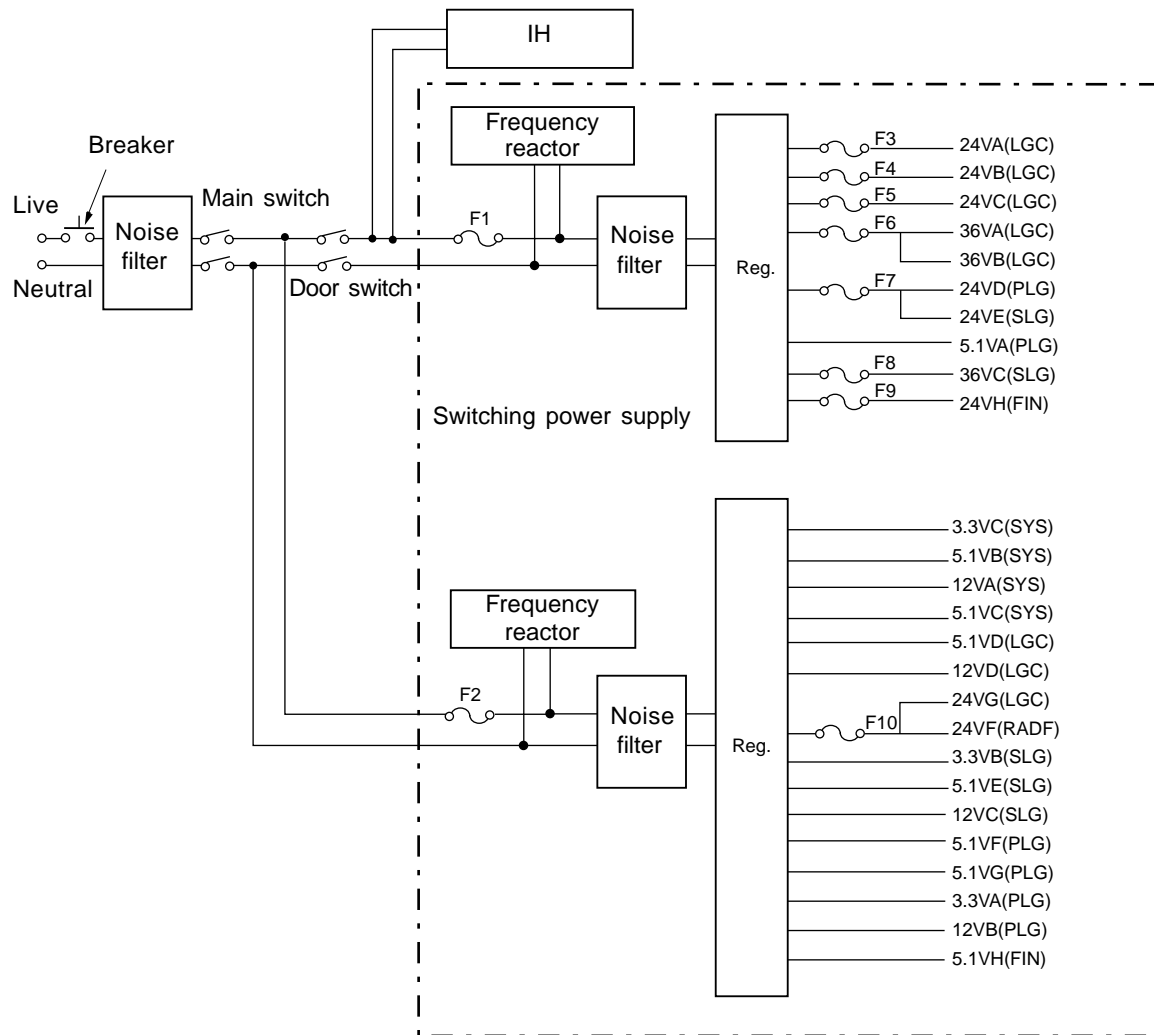 IH
Frequency
reactor
Breaker
Live
Main switch
Noise
filter
F1
Noise
filter
Reg.
Neutral
Door switch
F3
24VA(LGC)
F4
24VB(LGC)
F5
24VC(LGC)
F6
36VA(LGC)
36VB(LGC)
F7
24VD(PLG)
24VE(SLG)
5.1VA(PLG)
F8
36VC(SLG)
F9
24VH(FIN)
Switching power supply
Frequency
reactor
F2
Noise
filter
Reg.
3.3VC(SYS)
5.1VB(SYS)
12VA(SYS)
5.1VC(SYS)
5.1VD(LGC)
12VD(LGC)
24VG(LGC)
F10
24VF(RADF)
3.3VB(SLG)
5.1VE(SLG)
12VC(SLG)
5.1VF(PLG)
5.1VG(PLG)
3.3VA(PLG)
12VB(PLG)
5.1VH(FIN)